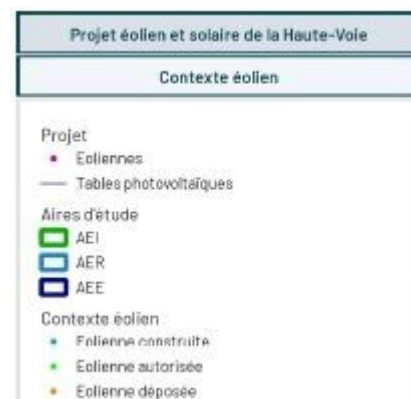 Projet éolien et solaire de la Haute-Voie
Contexte éolien
Projet
Eoliennes
Tables photovoltaïques
Aires d'étude
AEI
AER
AEE
Contexte éolien
Eolienne construite
Eolienne autorisée
Eolienne déposée